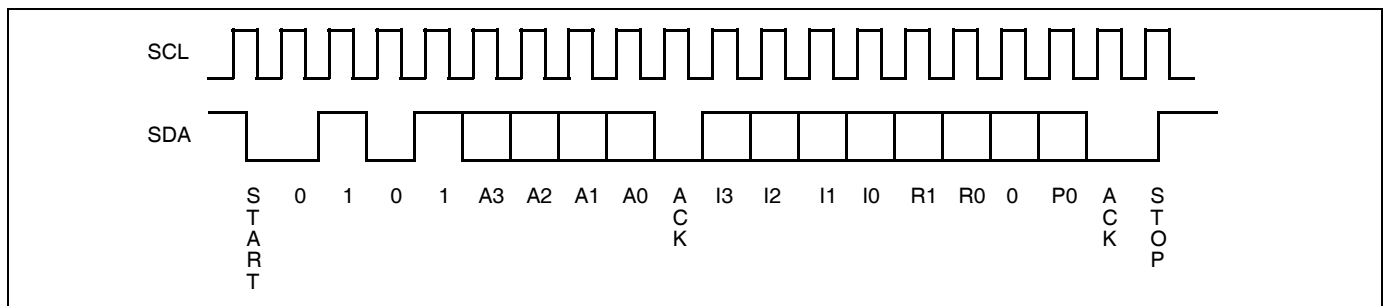 SCL
SDA
START 0 1 0 1 A3 A2 A1 A0 ACK I3 I2 I1 I0 R1 R0 0 P0 ACK STOP